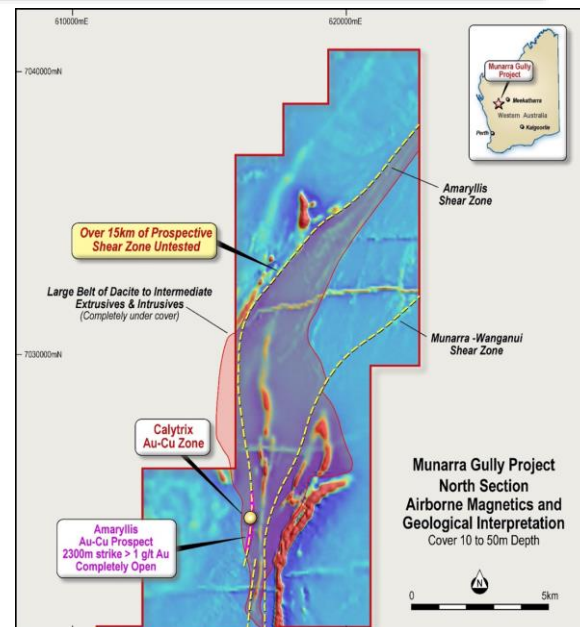 610000mE
620000mE
7040000mN
Munarra Gully
Project
Meekatharra
Western Australia
Perth
Kalgoorlie
Amaryllis
Shear Zone
Over 15km of Prospective
Shear Zone Untested
Large Belt of Dacite to Intermediate
Extrusives & Intrusives
(Completely under cover)
Munarra -Wanganui
Shear Zone
7030000mN
Calytrix
Au-Cu Zone
Amaryllis
Au-Cu Prospect
2300m strike > 1 g/t Au
Completely Open
Munarra Gully Project
North Section
Airborne Magnetics and
Geological Interpretation
Cover 10 to 50m Depth
N
0
5km